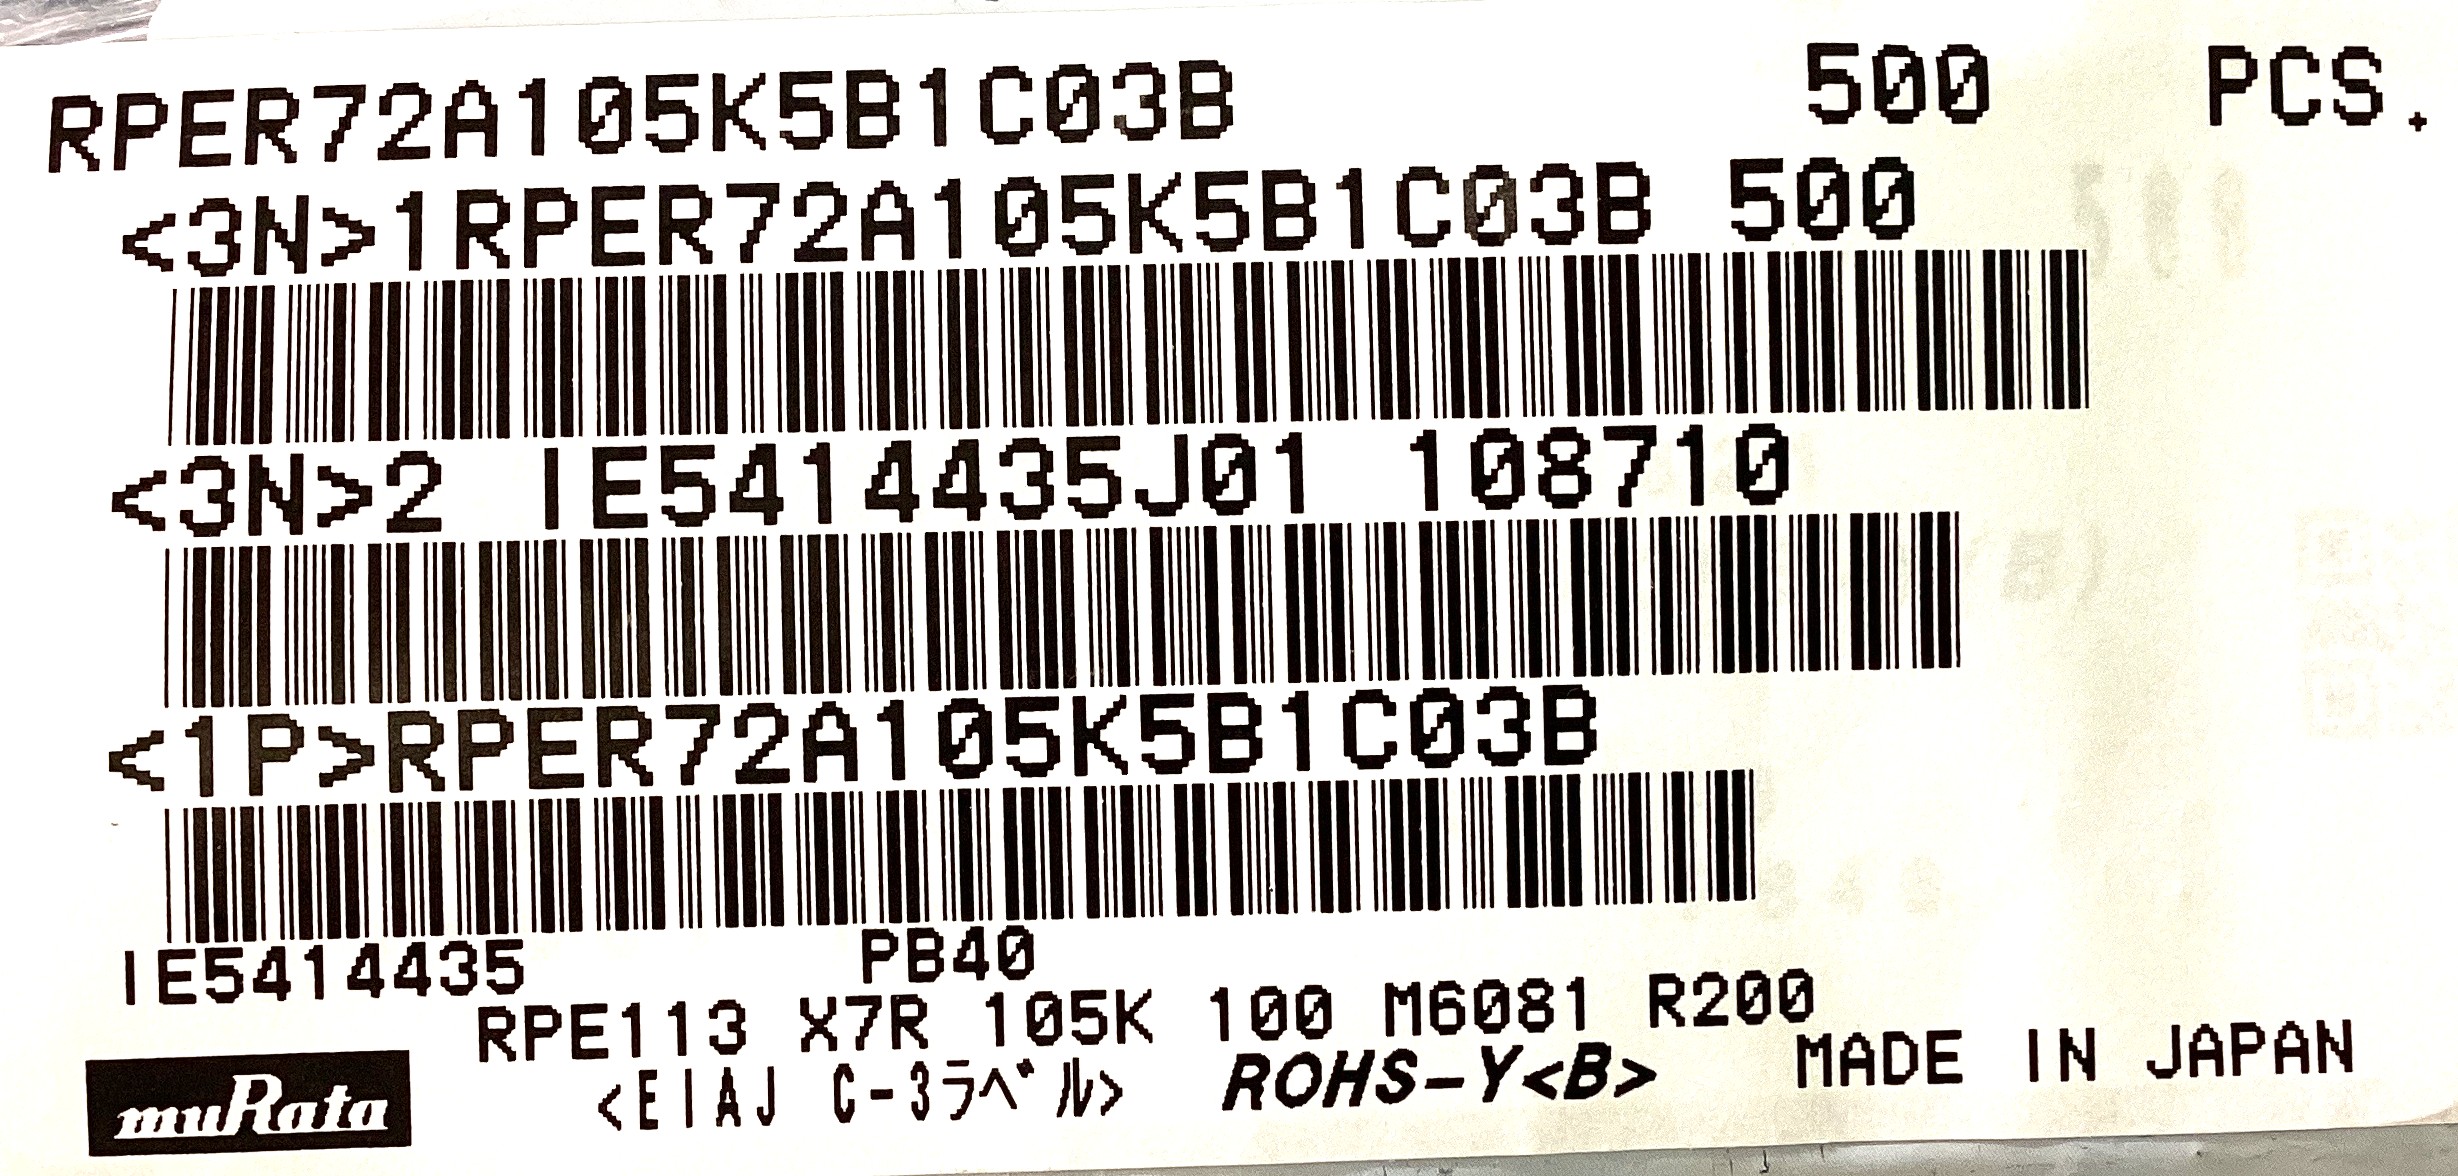 RPER72A105K5B1C03B 500 PCS.
<3N>1RPER72A105K5B1C03B 500
<3N>2 IE5414435J01 108710
<1P>RPER72A105K5B1C03B
IE5414435 PB40
RPE113 X7R 105K 100 M6081 R200
muRata <EIAJ C-3ラベル> ROHS-Y<B> MADE IN JAPAN